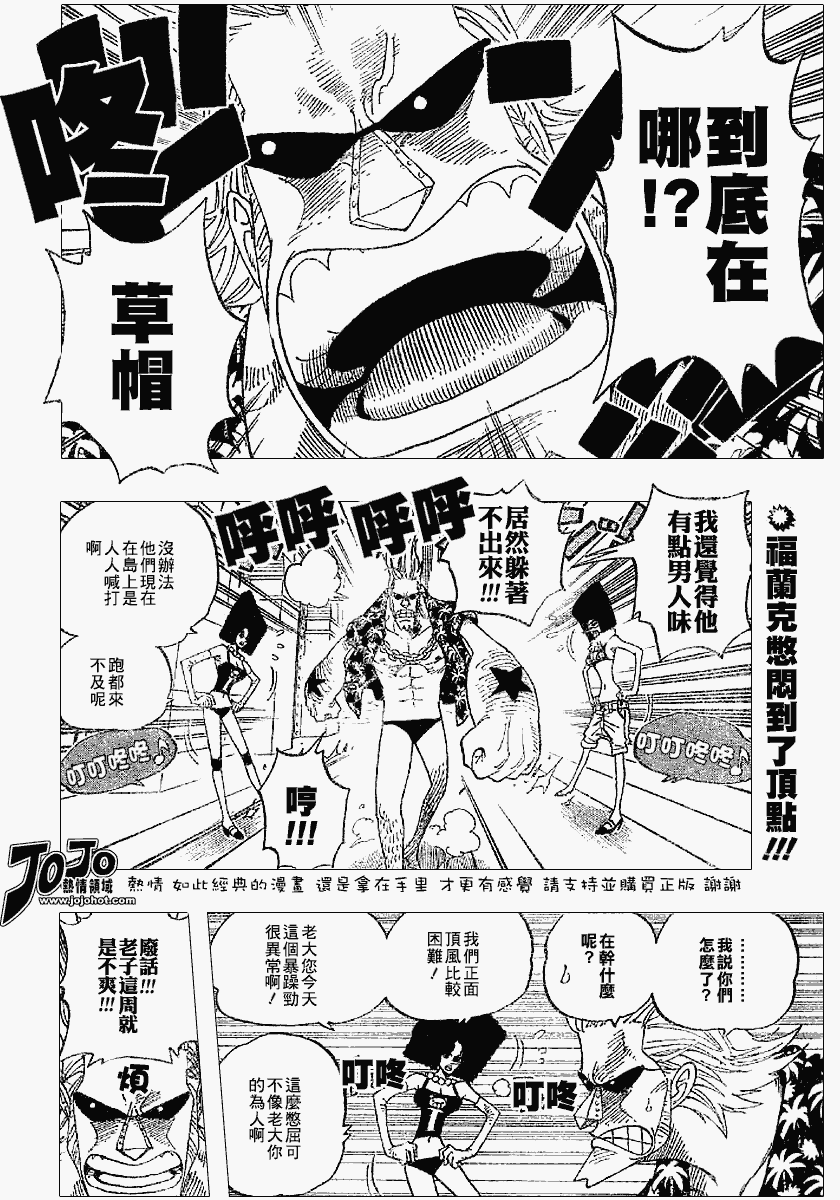 到底在
哪!?
咚
草帽
福蘭克憋悶到了頂點!!!
我還覺得他
有點男人味
居然躲著
不出來!!!
呼呼
呼呼
沒辦法
他們現在
在島上是
人人喊打
啊
跑都來
不及呢
叮叮咚咚♪
叮叮咚咚♪
哼
!!!
JOJO
熱情領域
www.jojohot.com
熱情 如此經典的漫畫 還是拿在手里 才更有感覺 請支持並購買正版 謝謝
………
我説你們
怎麼了?
在幹什麼
呢?
我們正面
頂風比較
困難!
老大您今天
這個暴躁勁
很異常啊!
這麼憋屈可
不像老大你
的為人啊
叮咚
叮咚
廢話!!!
老子這周就
是不爽!!!
煩